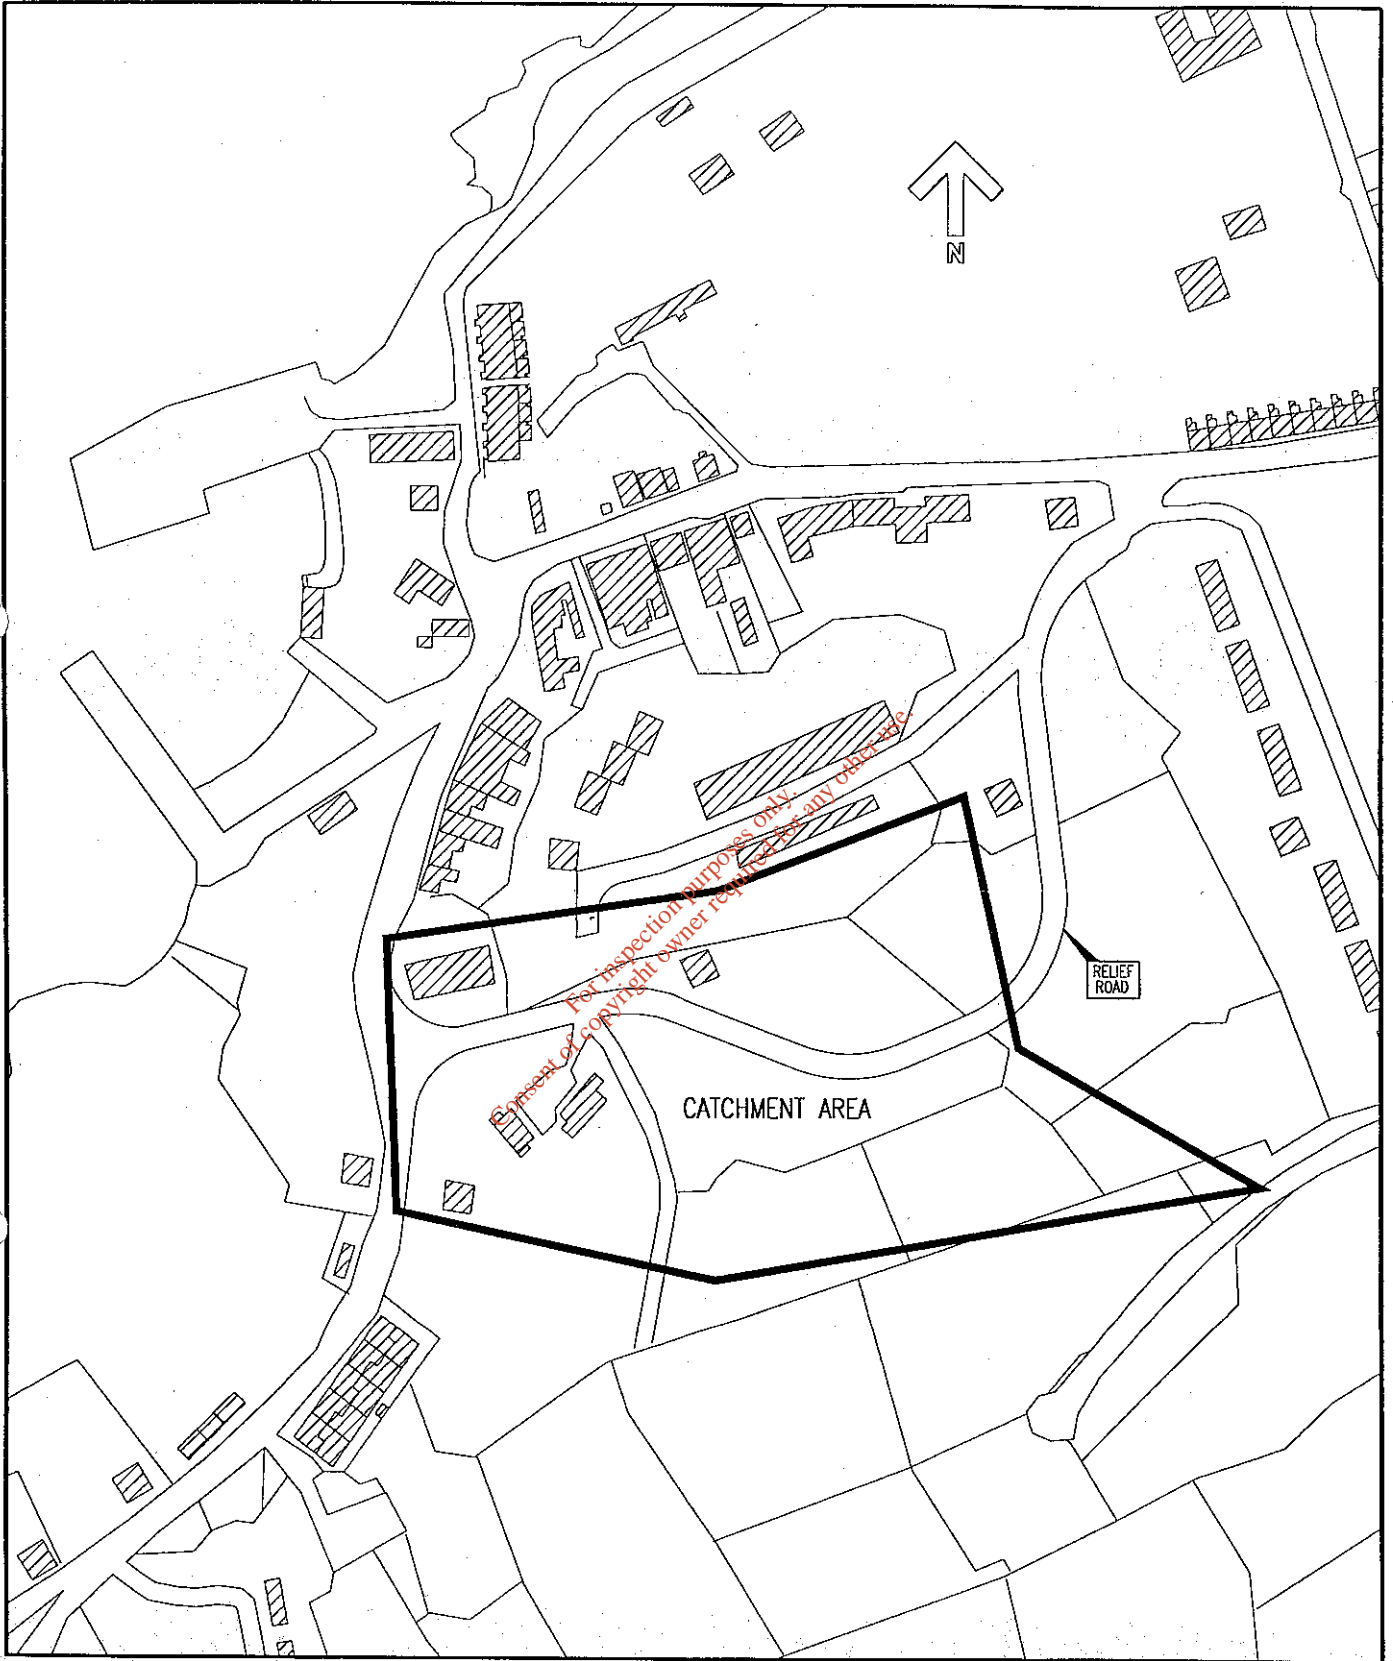 N
RELIEF
ROAD
For inspection purposes only.
Consent of copyright owner required for any other use.
CATCHMENT AREA